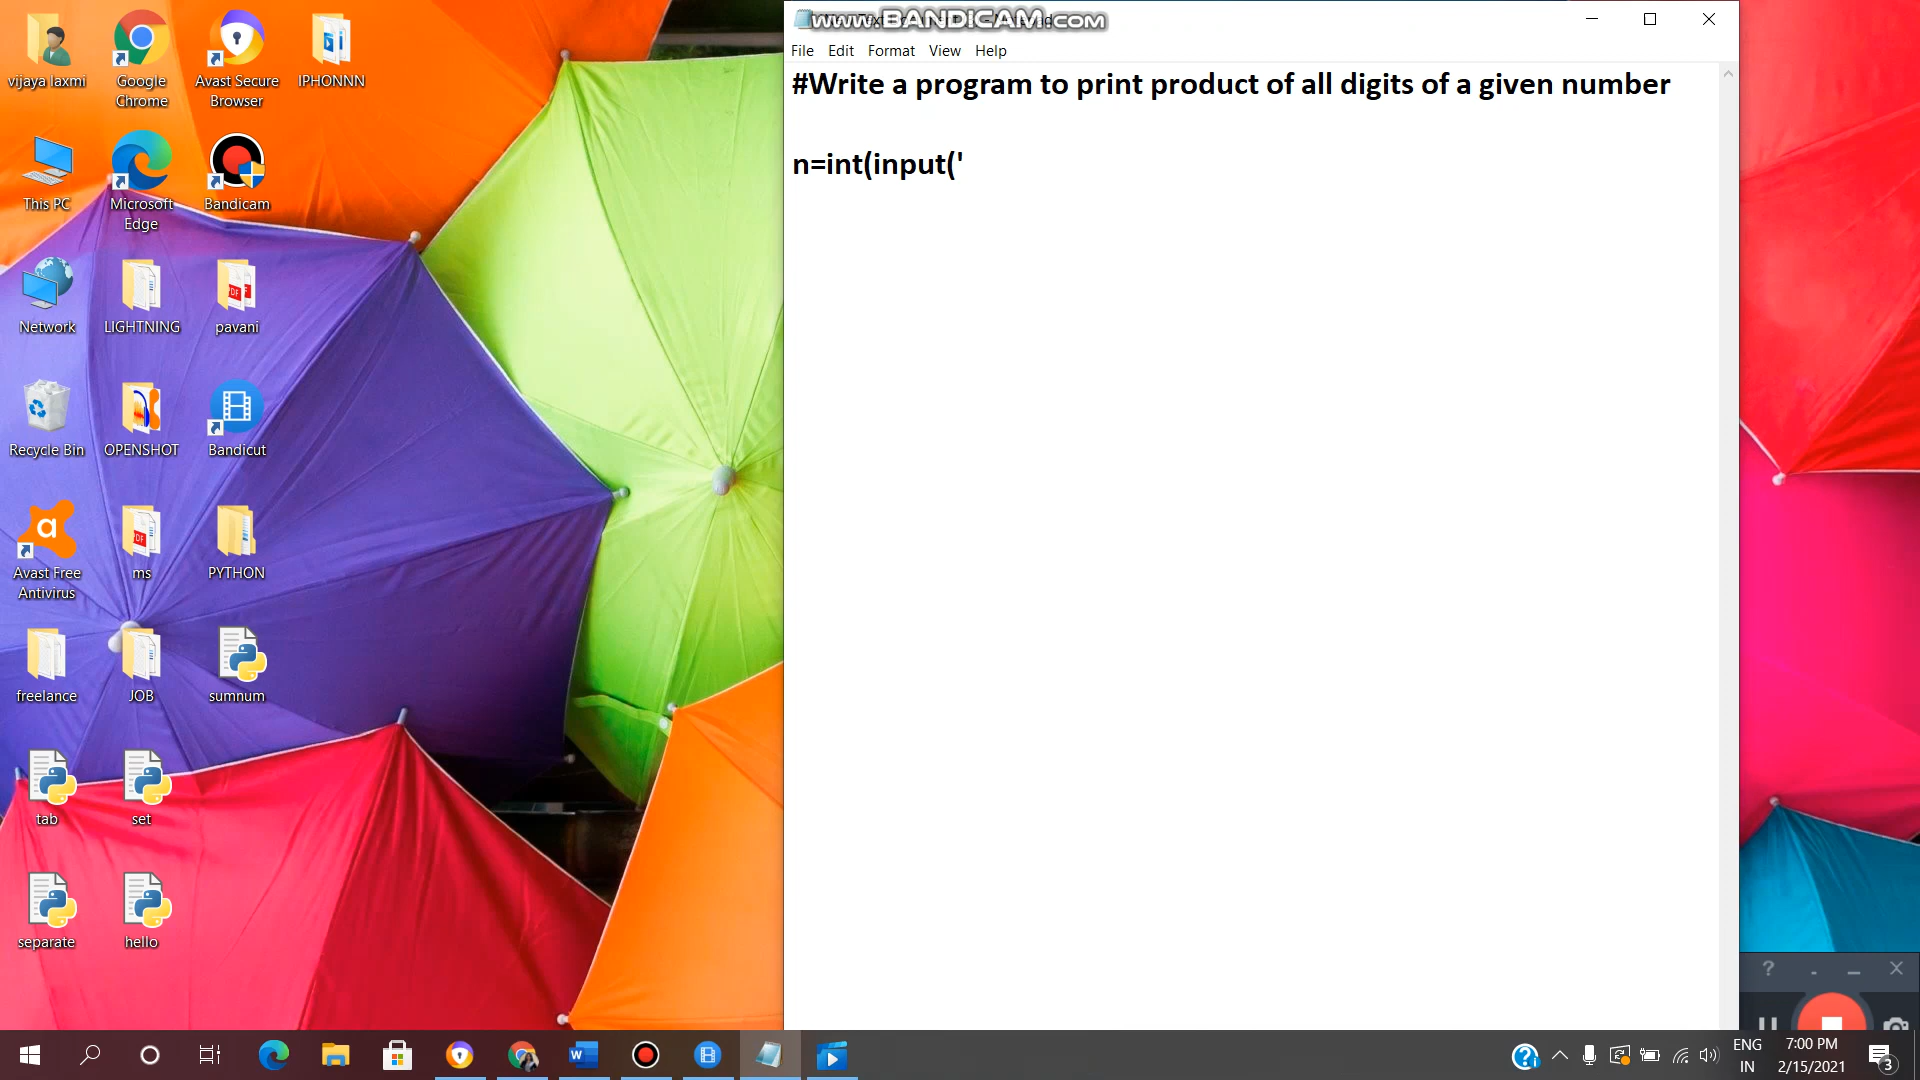 vijaya laxmi
Google Chrome
Avast Secure Browser
IPHONNN
This PC
Microsoft Edge
Bandicam
Network
LIGHTNING
pavani
Recycle Bin
OPENSHOT
Bandicut
Avast Free Antivirus
ms
PYTHON
freelance
JOB
sumnum
tab
set
separate
hello
www.BANDICAM.com
File Edit Format View Help
#Write a program to print product of all digits of a given number
n=int(input('
ENG
IN
7:00 PM
2/15/2021
3